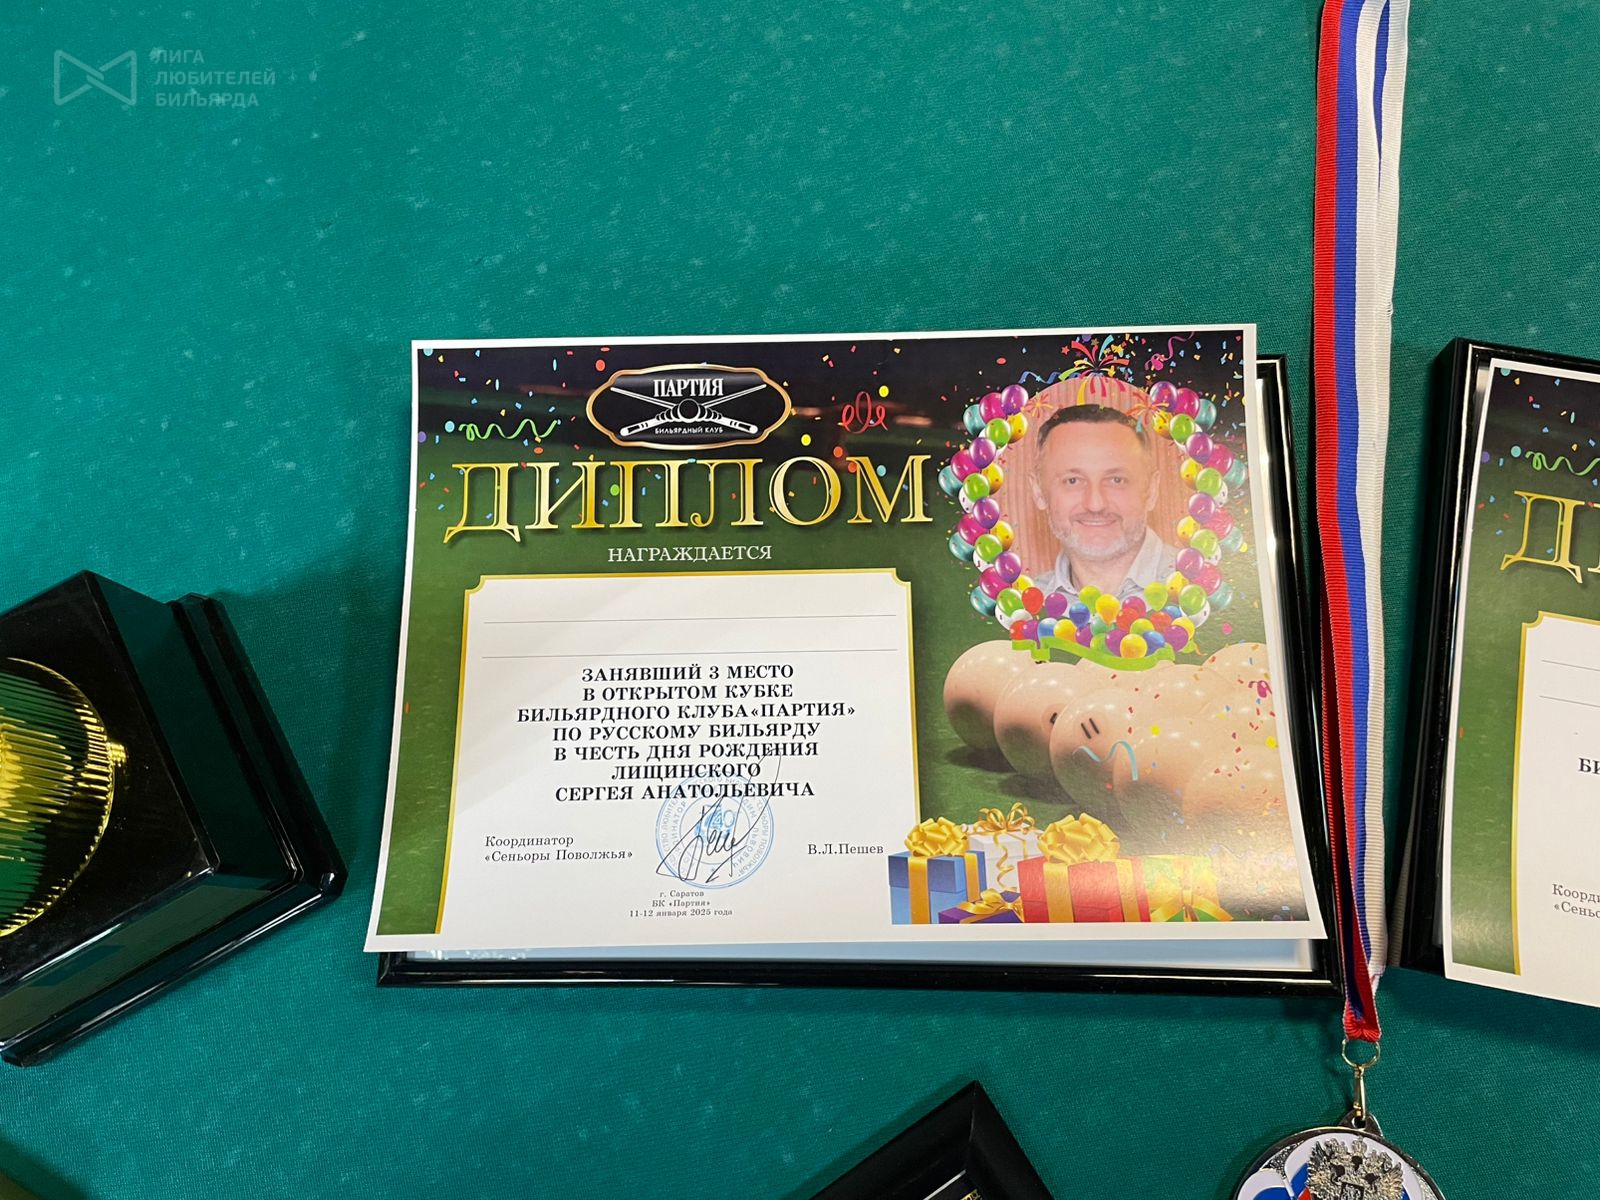 ЛИГА
ЛЮБИТЕЛЕЙ
БИЛЬЯРДА
ПАРТИЯ
БИЛЬЯРДНЫЙ КЛУБ
ДИПЛОМ
НАГРАЖДАЕТСЯ
ЗАНЯВШИЙ 3 МЕСТО
В ОТКРЫТОМ КУБКЕ
БИЛЬЯРДНОГО КЛУБА«ПАРТИЯ»
ПО РУССКОМУ БИЛЬЯРДУ
В ЧЕСТЬ ДНЯ РОЖДЕНИЯ
ЛИЩИНСКОГО
СЕРГЕЯ АНАТОЛЬЕВИЧА
Координатор
«Сеньоры Поволжья»
В.Л.Пешев
г. Саратов
БК «Партия»
11-12 января 2025 года